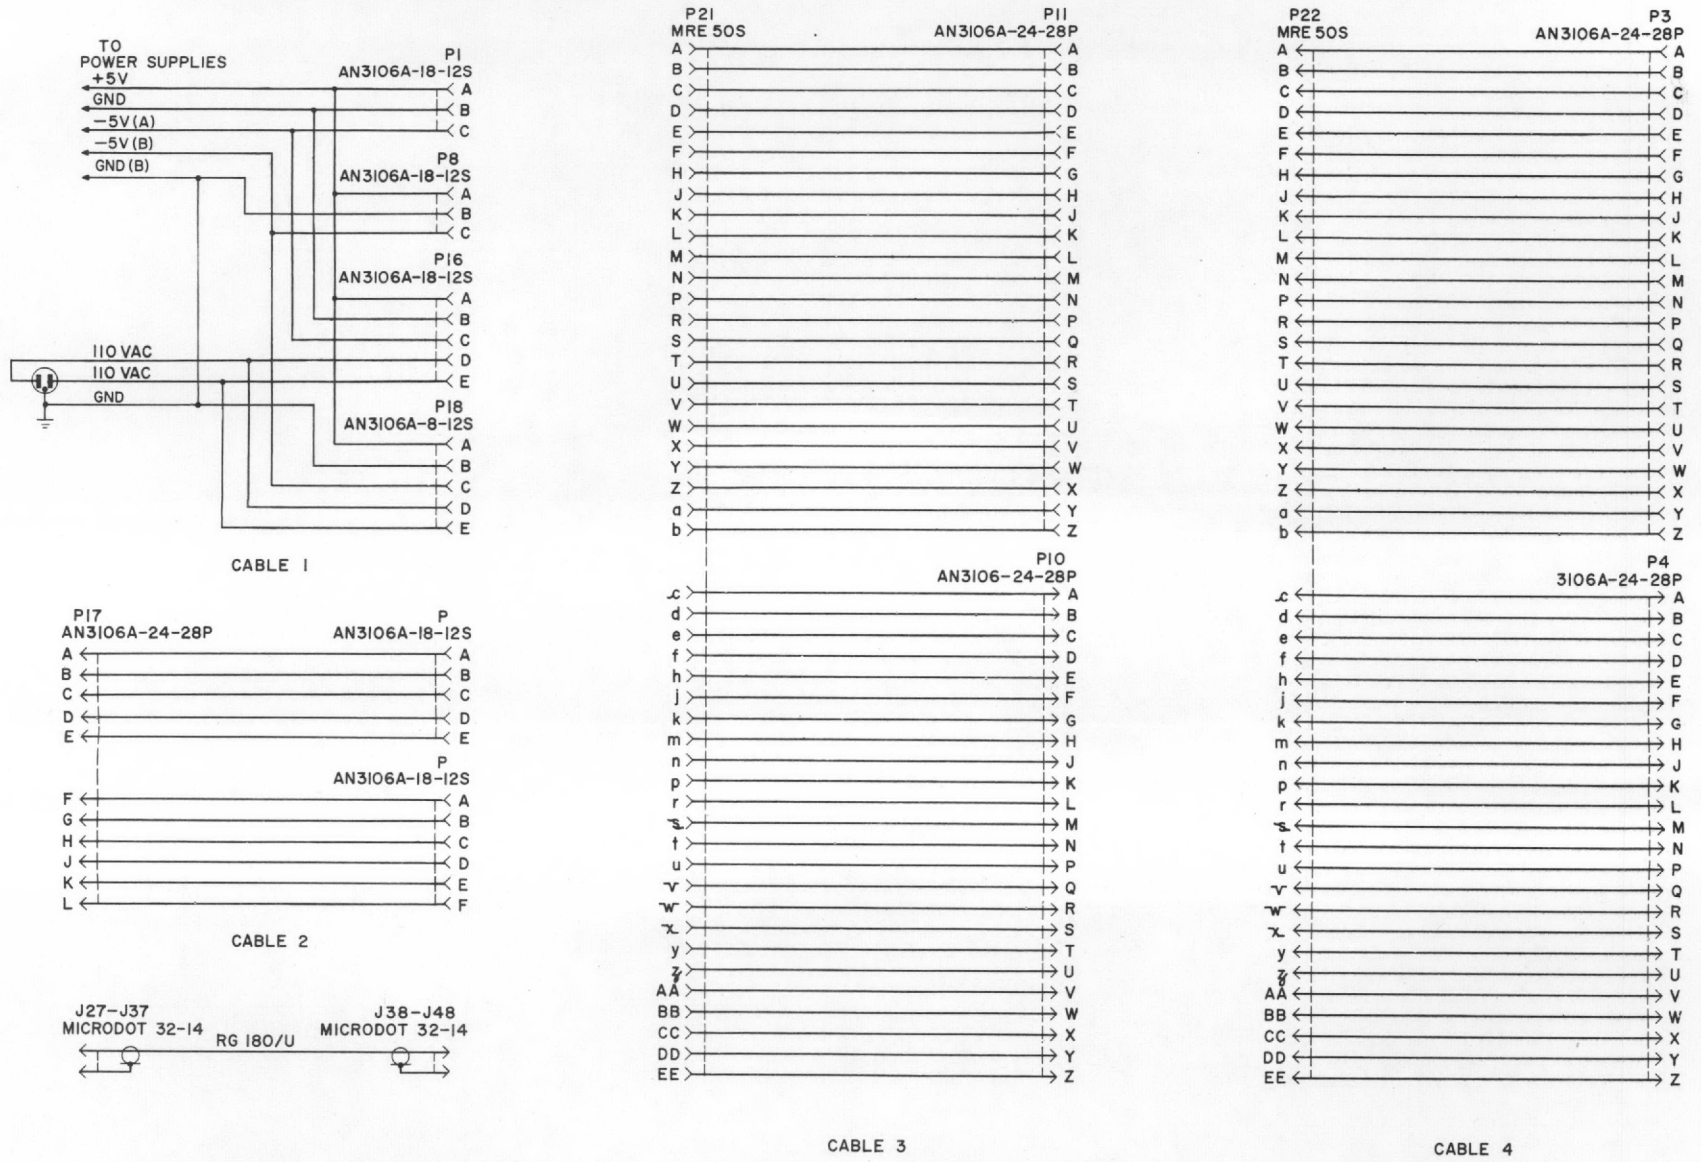 TO
POWER SUPPLIES
+5V
GND
−5V(A)
−5V(B)
GND(B)
P1
AN3106A-18-12S
A
B
C
P8
AN3106A-18-12S
A
B
C
P16
AN3106A-18-12S
A
B
C
110 VAC
D
110 VAC
E
GND
P18
AN3106A-8-12S
A
B
C
D
E
CABLE 1
P17
AN3106A-24-28P
P
AN3106A-18-12S
A A
B B
C C
D D
E E
P
AN3106A-18-12S
F A
G B
H C
J D
K E
L F
CABLE 2
J27-J37
MICRODOT 32-14
RG 180/U
J38-J48
MICRODOT 32-14
P21
MRE 50S
P11
AN3106A-24-28P
A A
B B
C C
D D
E E
F F
H G
J H
K J
L K
M L
N M
P N
R P
S Q
T R
U S
V T
W U
X V
Y W
Z X
a Y
b Z
P10
AN3106-24-28P
c A
d B
e C
f D
h E
j F
k G
m H
n J
p K
r L
s M
t N
u P
v Q
w R
x S
y T
z U
AA V
BB W
CC X
DD Y
EE Z
CABLE 3
P22
MRE 50S
P3
AN3106A-24-28P
A A
B B
C C
D D
E E
F F
H G
J H
K J
L K
M L
N M
P N
R P
S Q
T R
U S
V T
W U
X V
Y W
Z X
a Y
b Z
P4
3106A-24-28P
c A
d B
e C
f D
h E
j F
k G
m H
n J
p K
r L
s M
t N
u P
v Q
w R
x S
y T
z U
AA V
BB W
CC X
DD Y
EE Z
CABLE 4